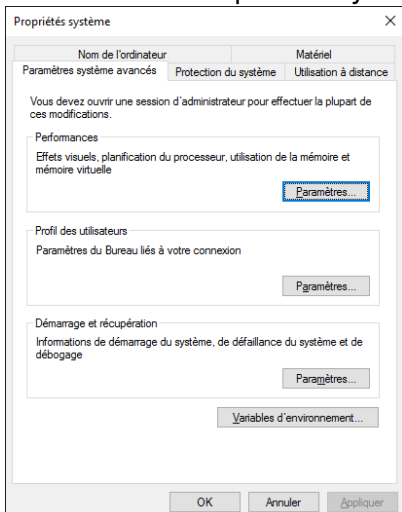 Propriétés système
Nom de l'ordinateur
Matériel
Paramètres système avancés
Protection du système
Utilisation à distance
Vous devez ouvrir une session d'administrateur pour effectuer la plupart de
ces modifications.
Performances
Effets visuels, planification du processeur, utilisation de la mémoire et
mémoire virtuelle
Paramètres...
Profil des utilisateurs
Paramètres du Bureau liés à votre connexion
Paramètres...
Démarrage et récupération
Informations de démarrage du système, de défaillance du système et de
débogage
Paramètres...
Variables d'environnement...
OK
Annuler
Appliquer